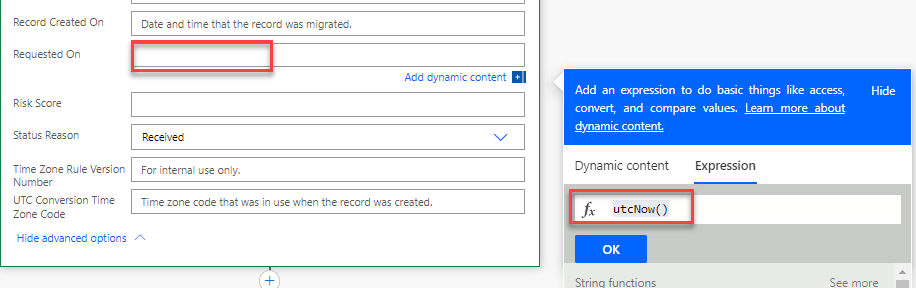 Record Created On
Date and time that the record was migrated.
Requested On
Add dynamic content
Risk Score
Status Reason
Received
Time Zone Rule Version
Number
For internal use only.
UTC Conversion Time
Zone Code
Time zone code that was in use when the record was created.
Hide advanced options
Add an expression to do basic things like access,
convert, and compare values. Learn more about
dynamic content.
Hide
Dynamic content
Expression
fx utcNow()
OK
String functions
See more